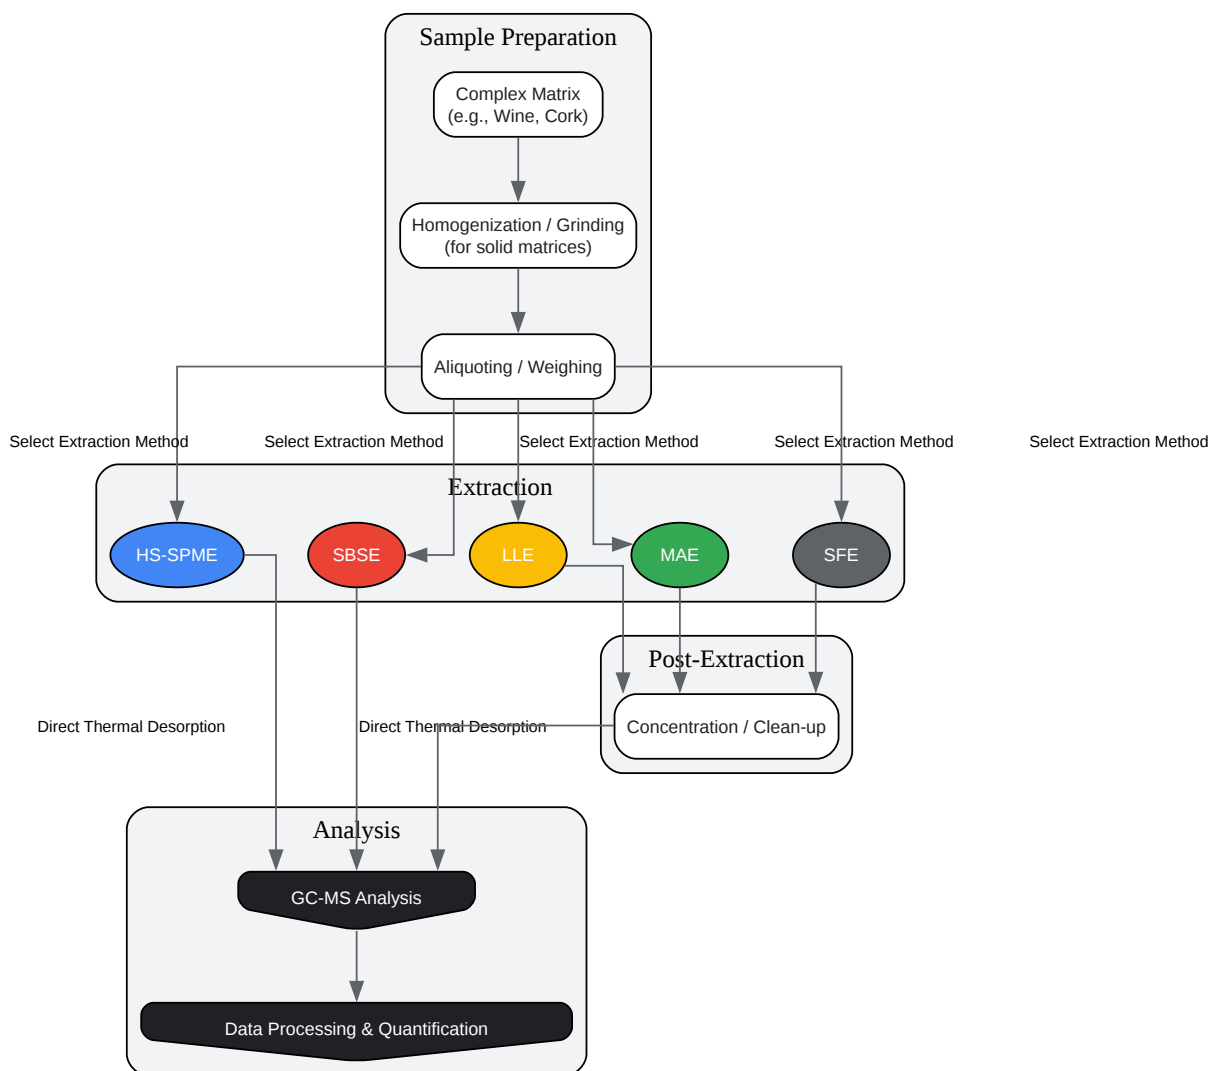 Sample Preparation
Complex Matrix
(e.g., Wine, Cork)
Homogenization / Grinding
(for solid matrices)
Aliquoting / Weighing
Select Extraction Method
Select Extraction Method
Select Extraction Method
Select Extraction Method
Select Extraction Method
Extraction
HS-SPME
SBSE
LLE
MAE
SFE
Post-Extraction
Direct Thermal Desorption
Direct Thermal Desorption
Concentration / Clean-up
Analysis
GC-MS Analysis
Data Processing & Quantification